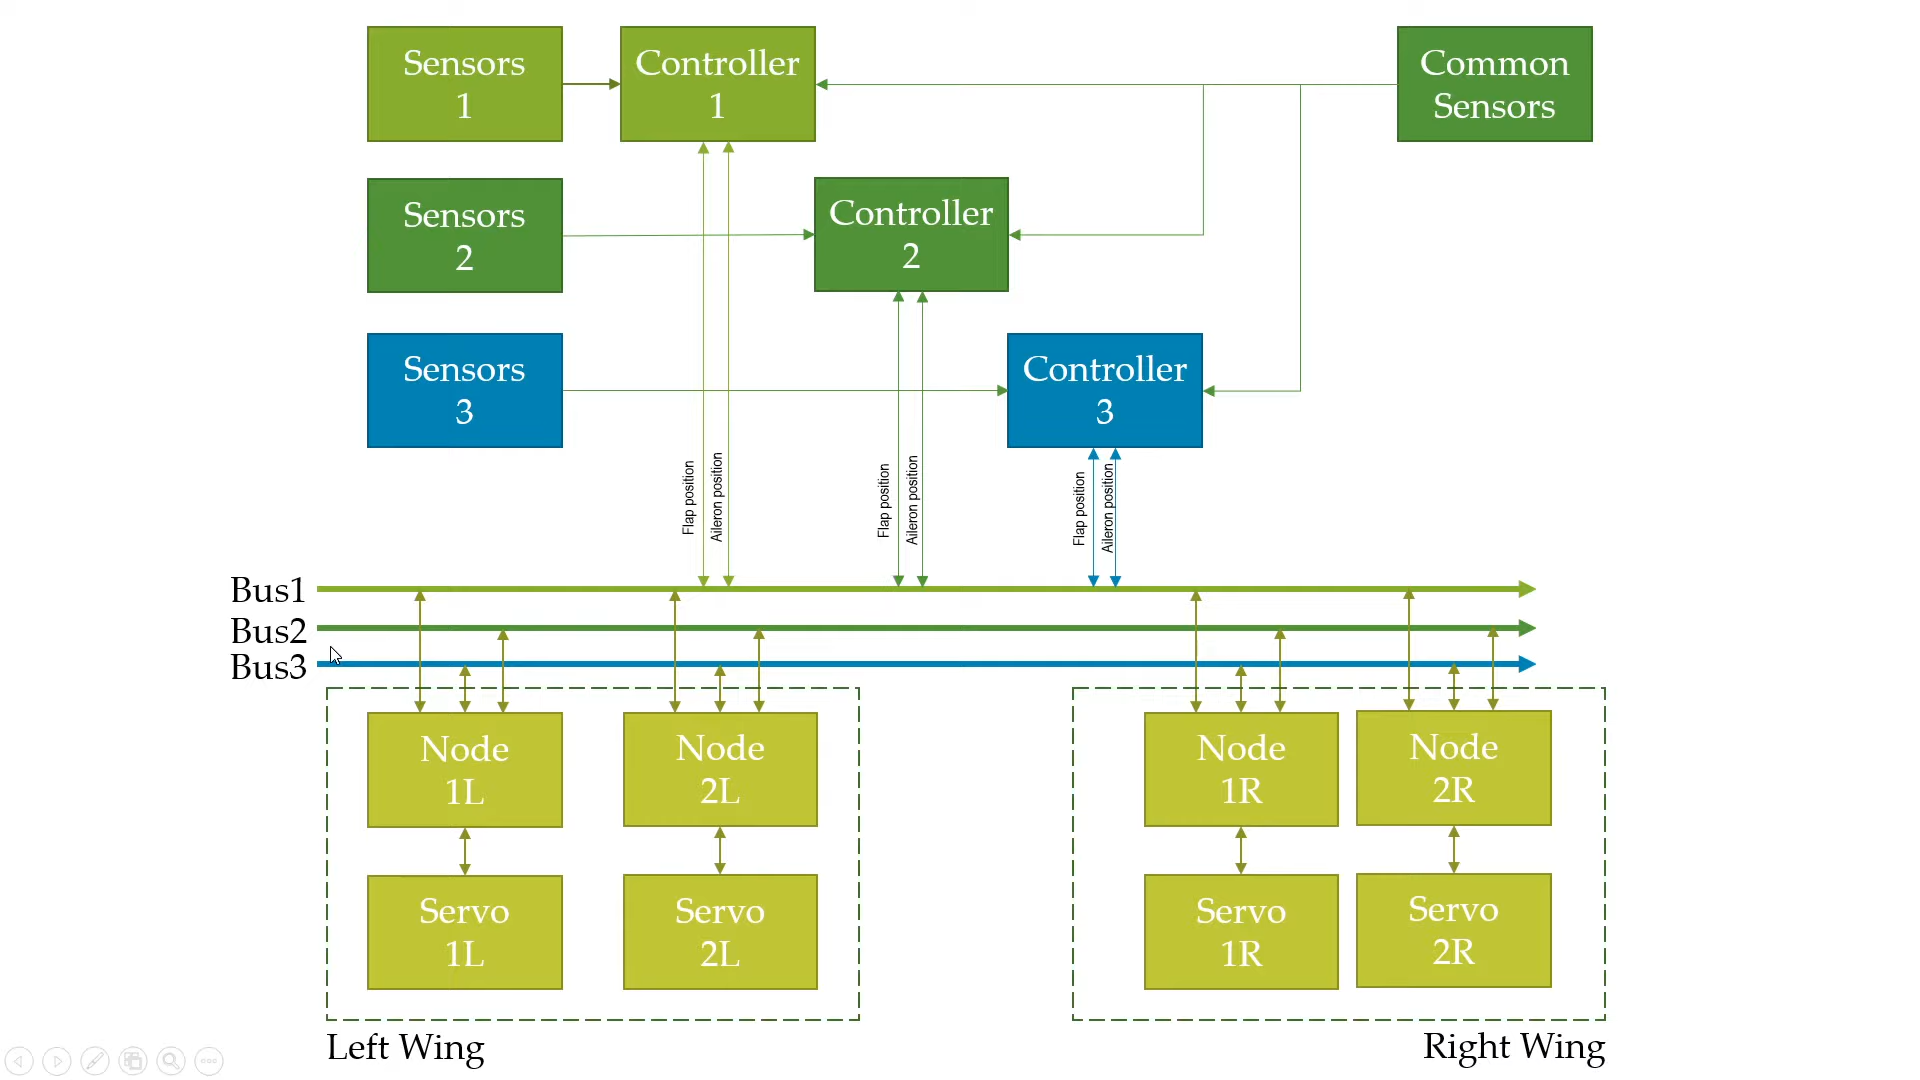 Sensors
1
Controller
1
Common
Sensors
Sensors
2
Controller
2
Sensors
3
Controller
3
Flap position
Aileron position
Flap position
Aileron position
Flap position
Aileron position
Bus1
Bus2
Bus3
Node
1L
Node
2L
Node
1R
Node
2R
Servo
1L
Servo
2L
Servo
1R
Servo
2R
Left Wing
Right Wing